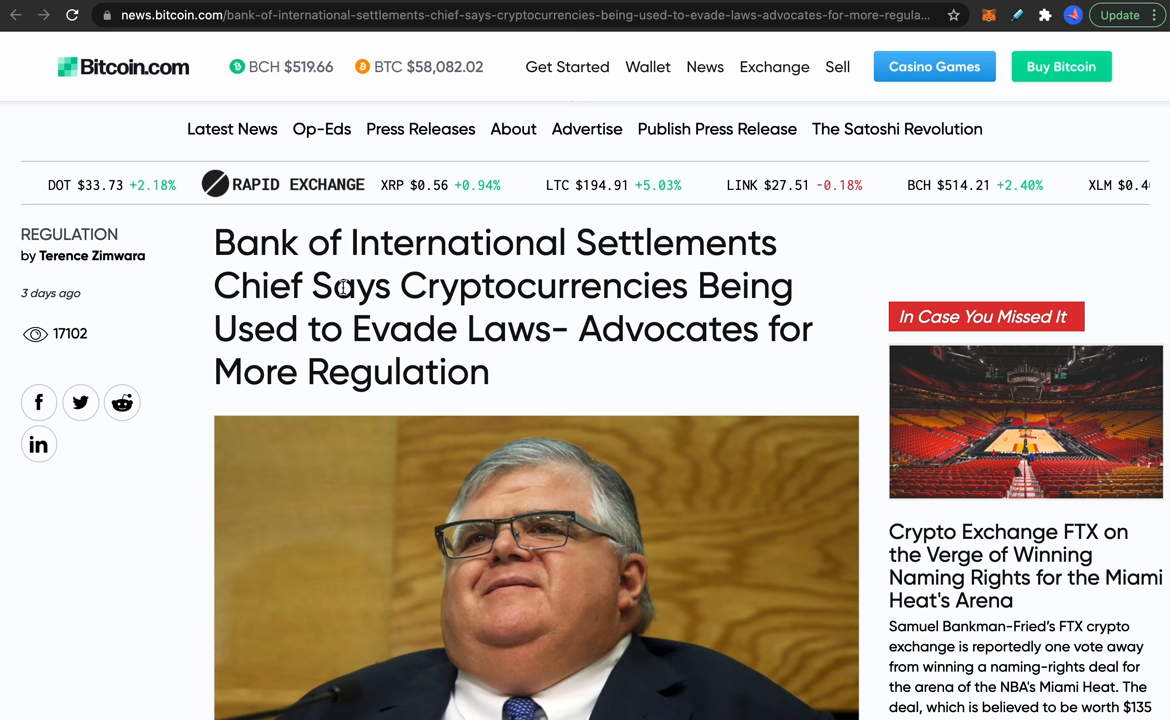 news.bitcoin.com/bank-of-international-settlements-chief-says-cryptocurrencies-being-used-to-evade-laws-advocates-for-more-regula...
Update
Bitcoin.com
BCH $519.66
BTC $58,082.02
Get Started
Wallet
News
Exchange
Sell
Casino Games
Buy Bitcoin
Latest News
Op-Eds
Press Releases
About
Advertise
Publish Press Release
The Satoshi Revolution
DOT $33.73 +2.18%
RAPID EXCHANGE
XRP $0.56 +0.94%
LTC $194.91 +5.03%
LINK $27.51 -0.18%
BCH $514.21 +2.40%
XLM $0.4
REGULATION
by Terence Zimwara
3 days ago
17102
Bank of International Settlements
Chief Says Cryptocurrencies Being
Used to Evade Laws- Advocates for
More Regulation
In Case You Missed It
Crypto Exchange FTX on
the Verge of Winning
Naming Rights for the Miami
Heat's Arena
Samuel Bankman-Fried's FTX crypto
exchange is reportedly one vote away
from winning a naming-rights deal for
the arena of the NBA's Miami Heat. The
deal, which is believed to be worth $135